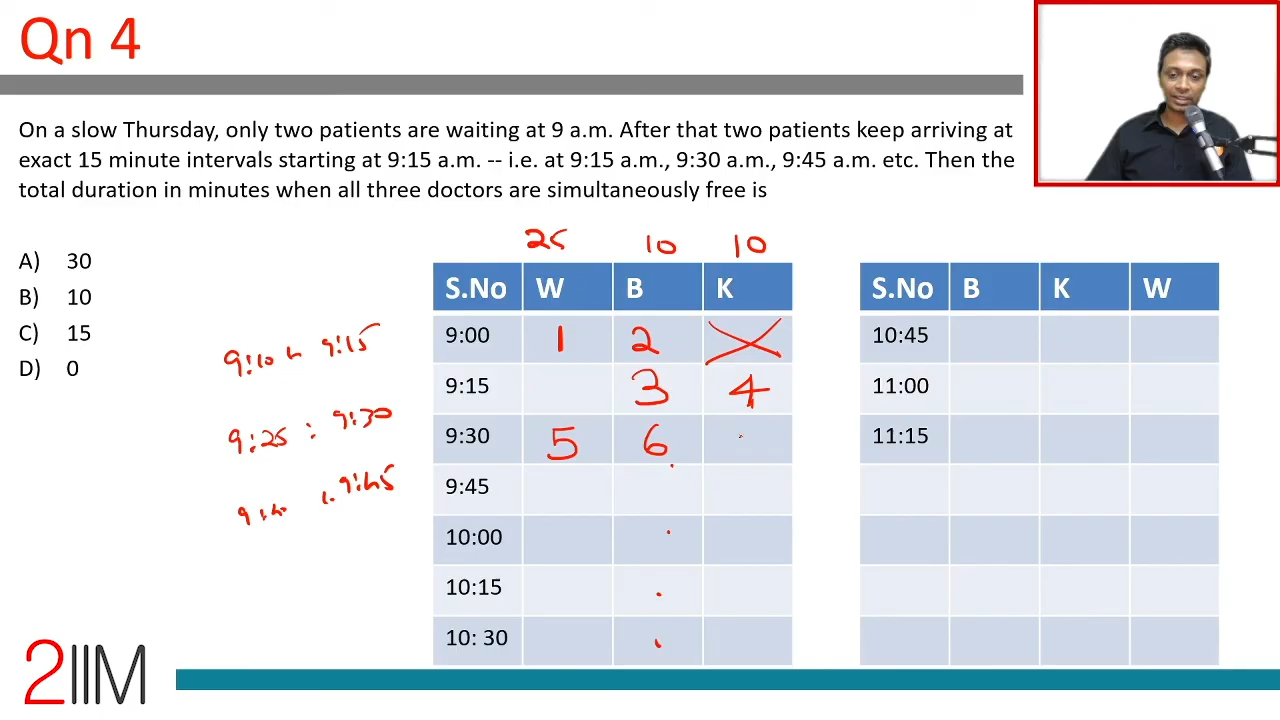 Qn 4
On a slow Thursday, only two patients are waiting at 9 a.m. After that two patients keep arriving at
exact 15 minute intervals starting at 9:15 a.m. -- i.e. at 9:15 a.m., 9:30 a.m., 9:45 a.m. etc. Then the
total duration in minutes when all three doctors are simultaneously free is
A) 30
B) 10
C) 15
D) 0
9:10 9:15
9:25 : 9:30
9:45
25 10 10
S.No W B K
9:00 1 2
9:15 3 4
9:30 5 6
9:45
10:00
10:15
10: 30
S.No B K W
10:45
11:00
11:15
2IIM